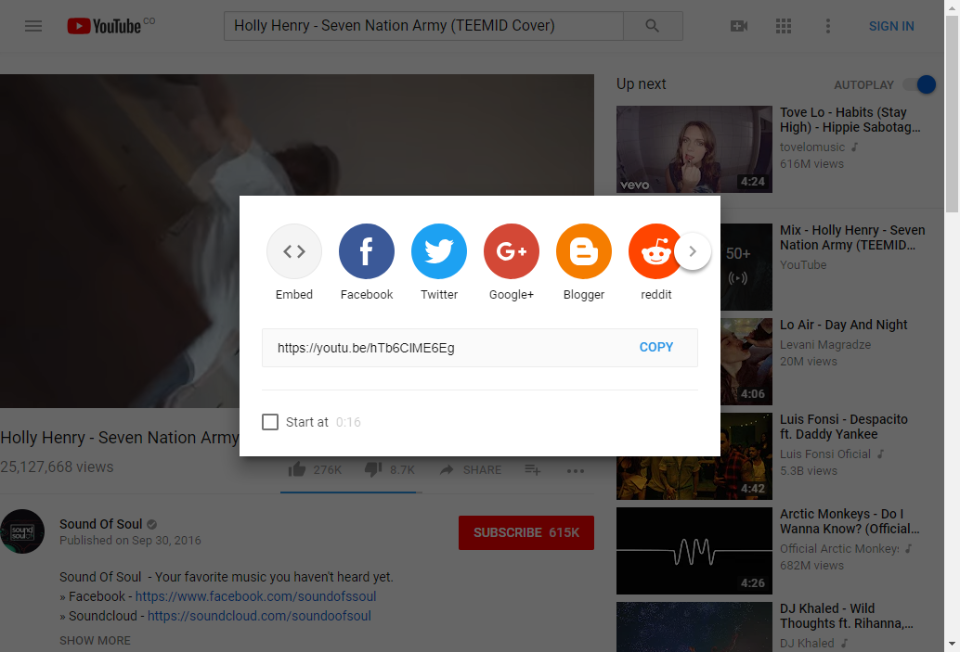 YouTube CO
Holly Henry - Seven Nation Army (TEEMID Cover)
SIGN IN
Up next
AUTOPLAY
vevo
4:24
Tove Lo - Habits (Stay
High) - Hippie Sabotag...
tovelomusic
616M views
50+
Mix - Holly Henry - Seven
Nation Army (TEEMID...
YouTube
4:06
Lo Air - Day And Night
Levani Magradze
20M views
4:42
Luis Fonsi - Despacito
ft. Daddy Yankee
Luis Fonsi Oficial
5.3B views
4:26
Arctic Monkeys - Do I
Wanna Know? (Official...
Official Arctic Monkey
682M views
DJ Khaled - Wild
Thoughts ft. Rihanna,...
DJ Khaled
Embed
Facebook
Twitter
Google+
Blogger
reddit
https://youtu.be/hTb6ClME6Eg
COPY
Start at 0:16
Holly Henry - Seven Nation Army
25,127,668 views
276K
8.7K
SHARE
sound
soul
Sound Of Soul
Published on Sep 30, 2016
SUBSCRIBE 615K
Sound Of Soul - Your favorite music you haven't heard yet.
» Facebook - https://www.facebook.com/soundofssoul
» Soundcloud - https://soundcloud.com/soundoofsoul
SHOW MORE